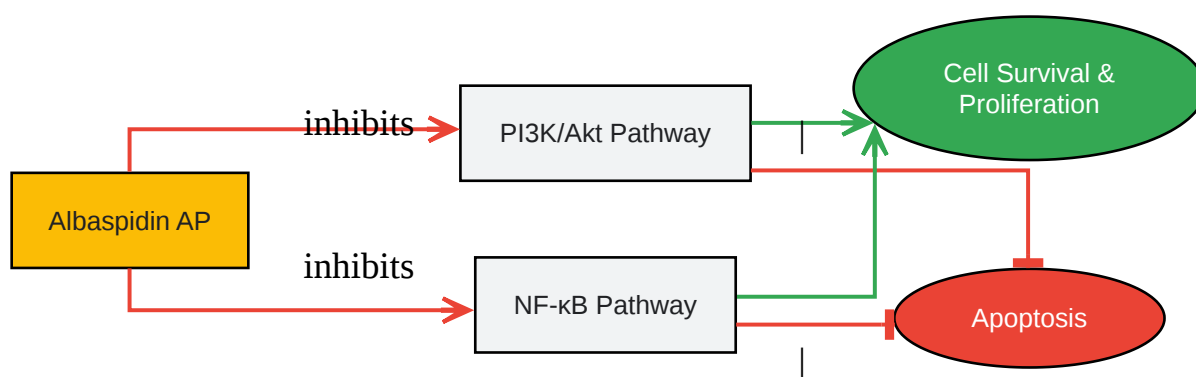 Cell Survival &
Proliferation
inhibits
PI3K/Akt Pathway
|
Albaspidin AP
inhibits
NF-κB Pathway
Apoptosis
|